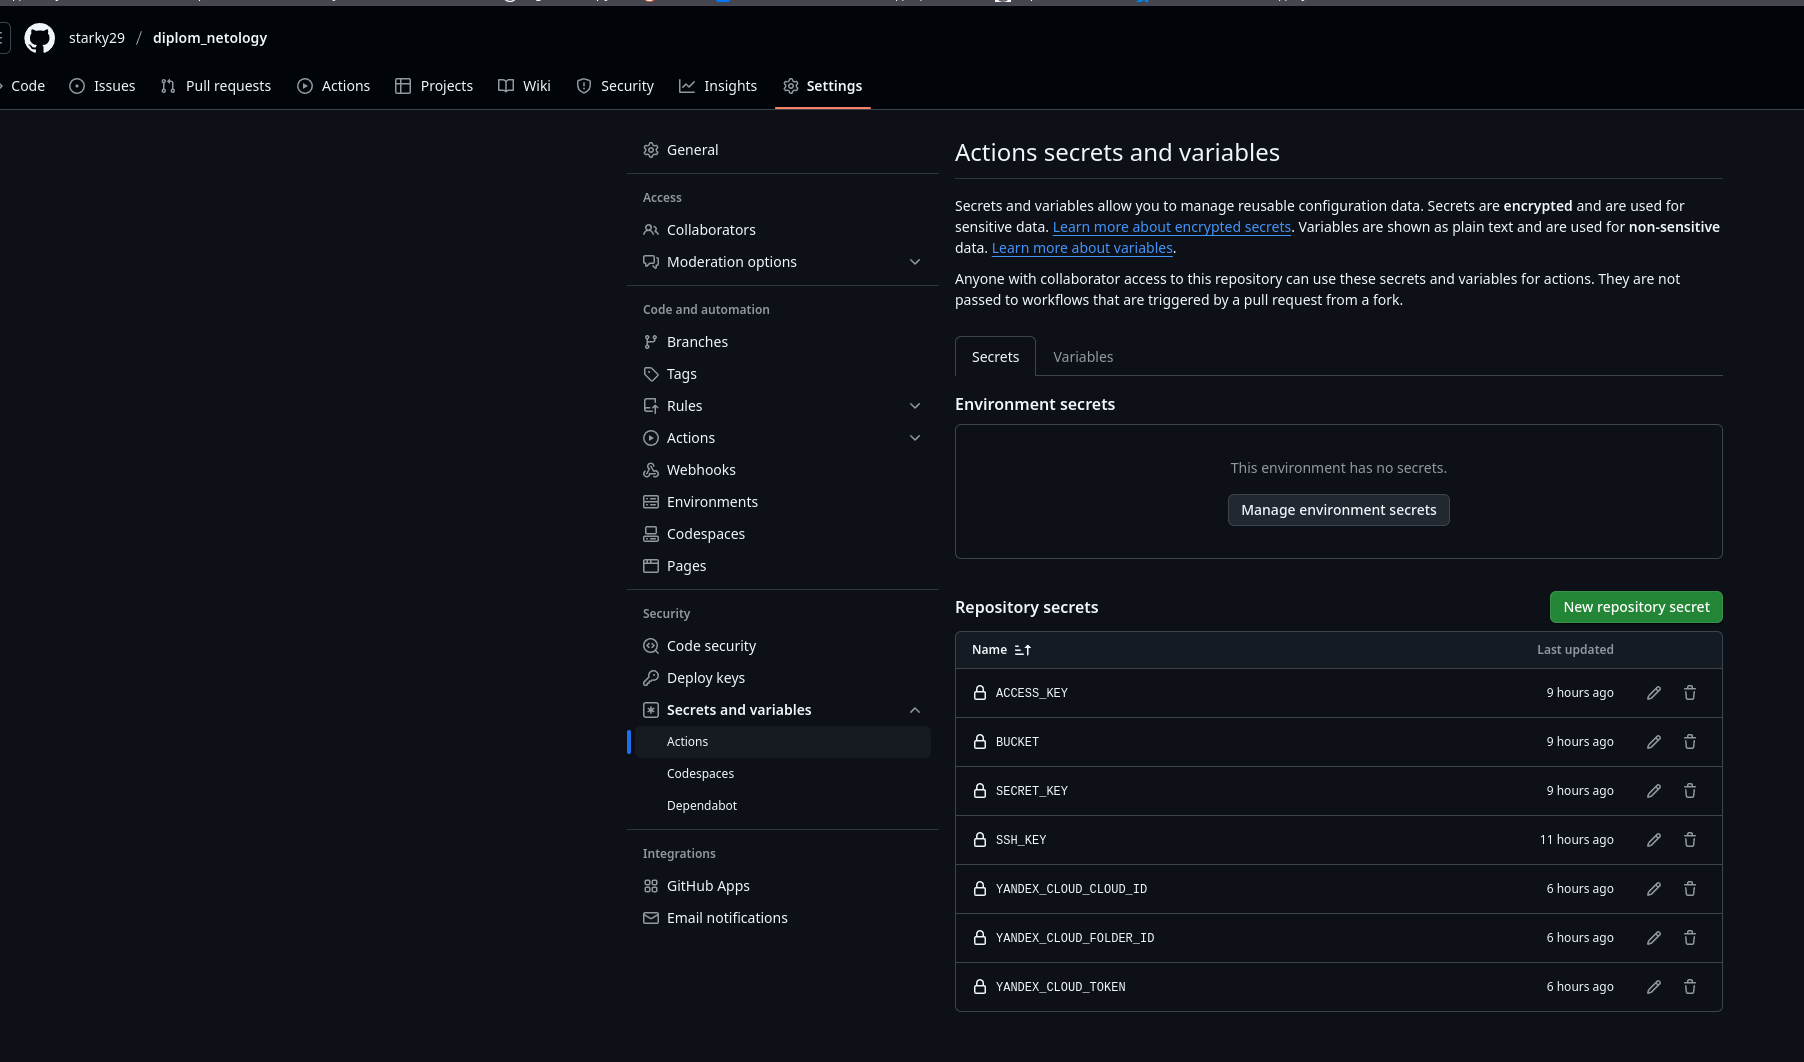 starky29 / diplom_netology
Code Issues Pull requests Actions Projects Wiki Security Insights Settings
General
Access
Collaborators
Moderation options
Code and automation
Branches
Tags
Rules
Actions
Webhooks
Environments
Codespaces
Pages
Security
Code security
Deploy keys
Secrets and variables
Actions
Codespaces
Dependabot
Integrations
GitHub Apps
Email notifications
Actions secrets and variables
Secrets and variables allow you to manage reusable configuration data. Secrets are encrypted and are used for
sensitive data. Learn more about encrypted secrets. Variables are shown as plain text and are used for non-sensitive
data. Learn more about variables.
Anyone with collaborator access to this repository can use these secrets and variables for actions. They are not
passed to workflows that are triggered by a pull request from a fork.
Secrets Variables
Environment secrets
This environment has no secrets.
Manage environment secrets
Repository secrets New repository secret
Name Last updated
ACCESS_KEY 9 hours ago
BUCKET 9 hours ago
SECRET_KEY 9 hours ago
SSH_KEY 11 hours ago
YANDEX_CLOUD_CLOUD_ID 6 hours ago
YANDEX_CLOUD_FOLDER_ID 6 hours ago
YANDEX_CLOUD_TOKEN 6 hours ago